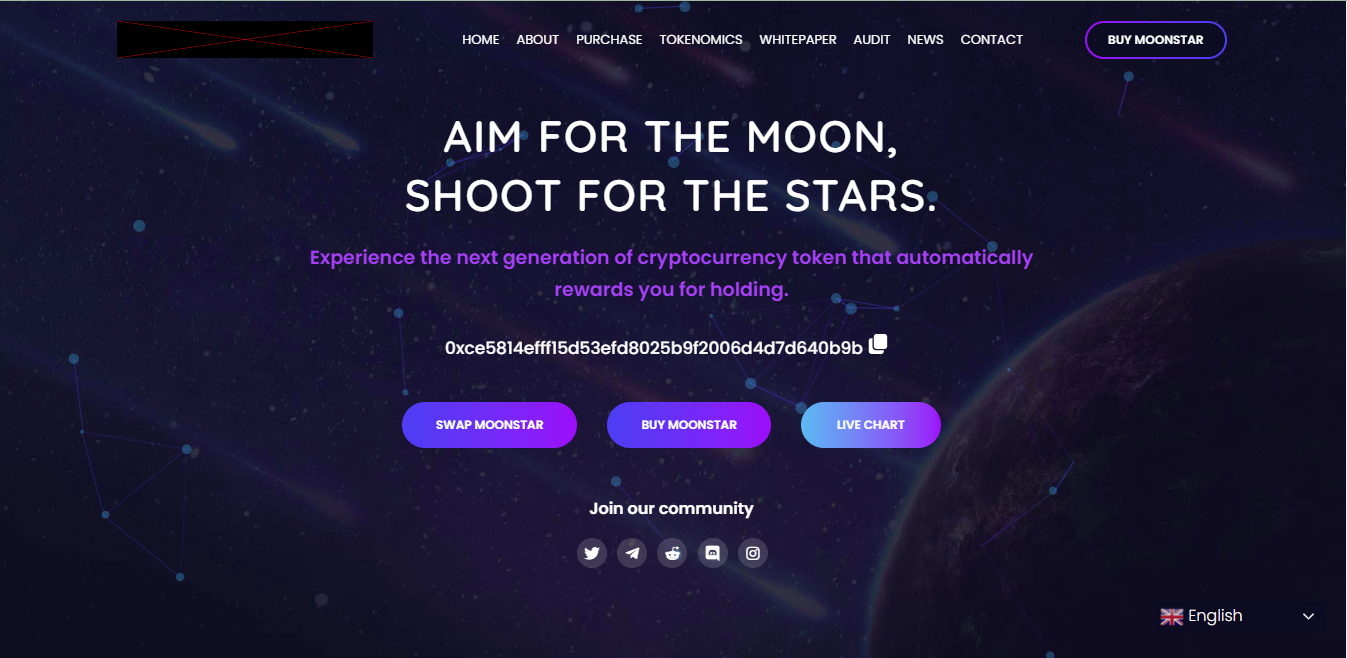 HOME ABOUT PURCHASE TOKENOMICS WHITEPAPER AUDIT NEWS CONTACT BUY MOONSTAR
AIM FOR THE MOON,
SHOOT FOR THE STARS.
Experience the next generation of cryptocurrency token that automatically
rewards you for holding.
0xce5814efff15d53efd8025b9f2006d4d7d640b9b
SWAP MOONSTAR BUY MOONSTAR LIVE CHART
Join our community
English